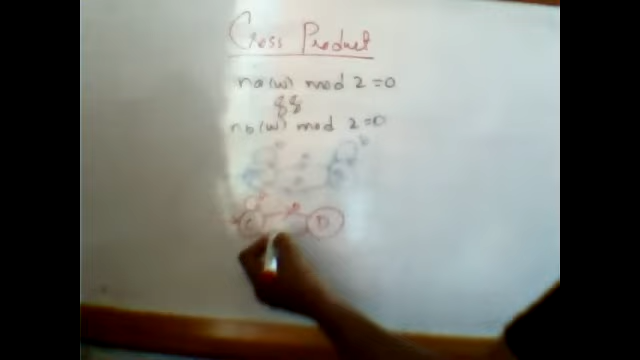 Cross Product
na(w) mod 2 = 0
&&
nb(w) mod 2 = 0
b
C D